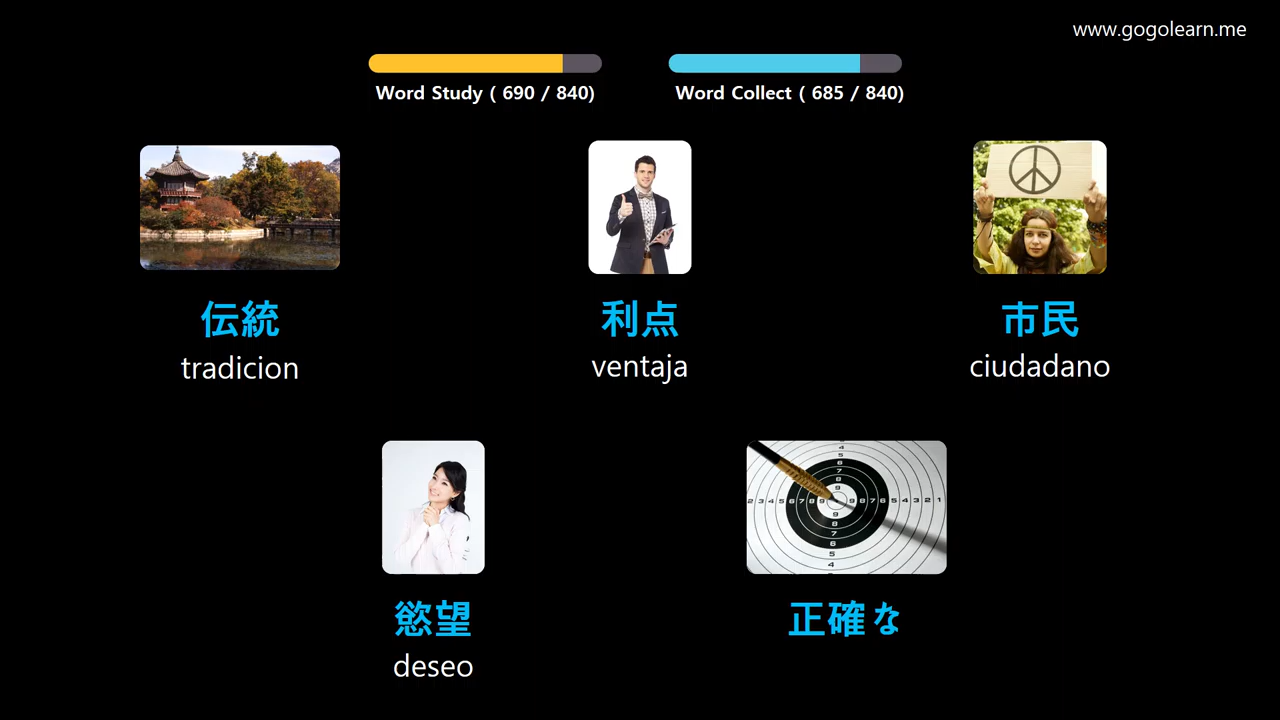 www.gogolearn.me
Word Study ( 690 / 840)
Word Collect ( 685 / 840)
伝統
tradicion
利点
ventaja
市民
ciudadano
慾望
deseo
正確な